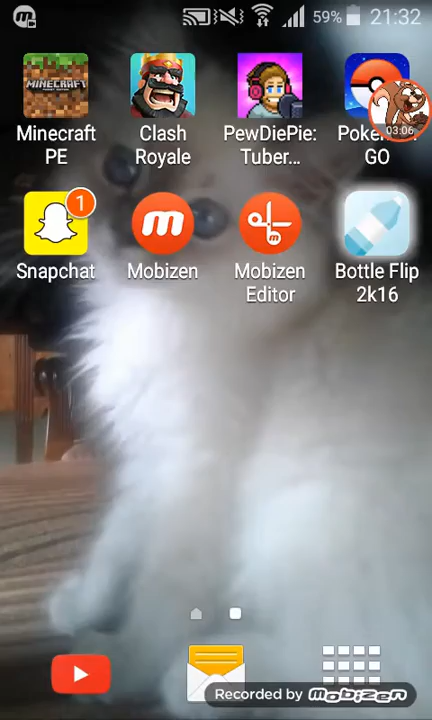 59% 21:32
MINECRAFT
03:06
Minecraft PE
Clash Royale
PewDiePie: Tuber...
GO
1
Snapchat
Mobizen
Mobizen Editor
Bottle Flip 2k16
Recorded by mobizen